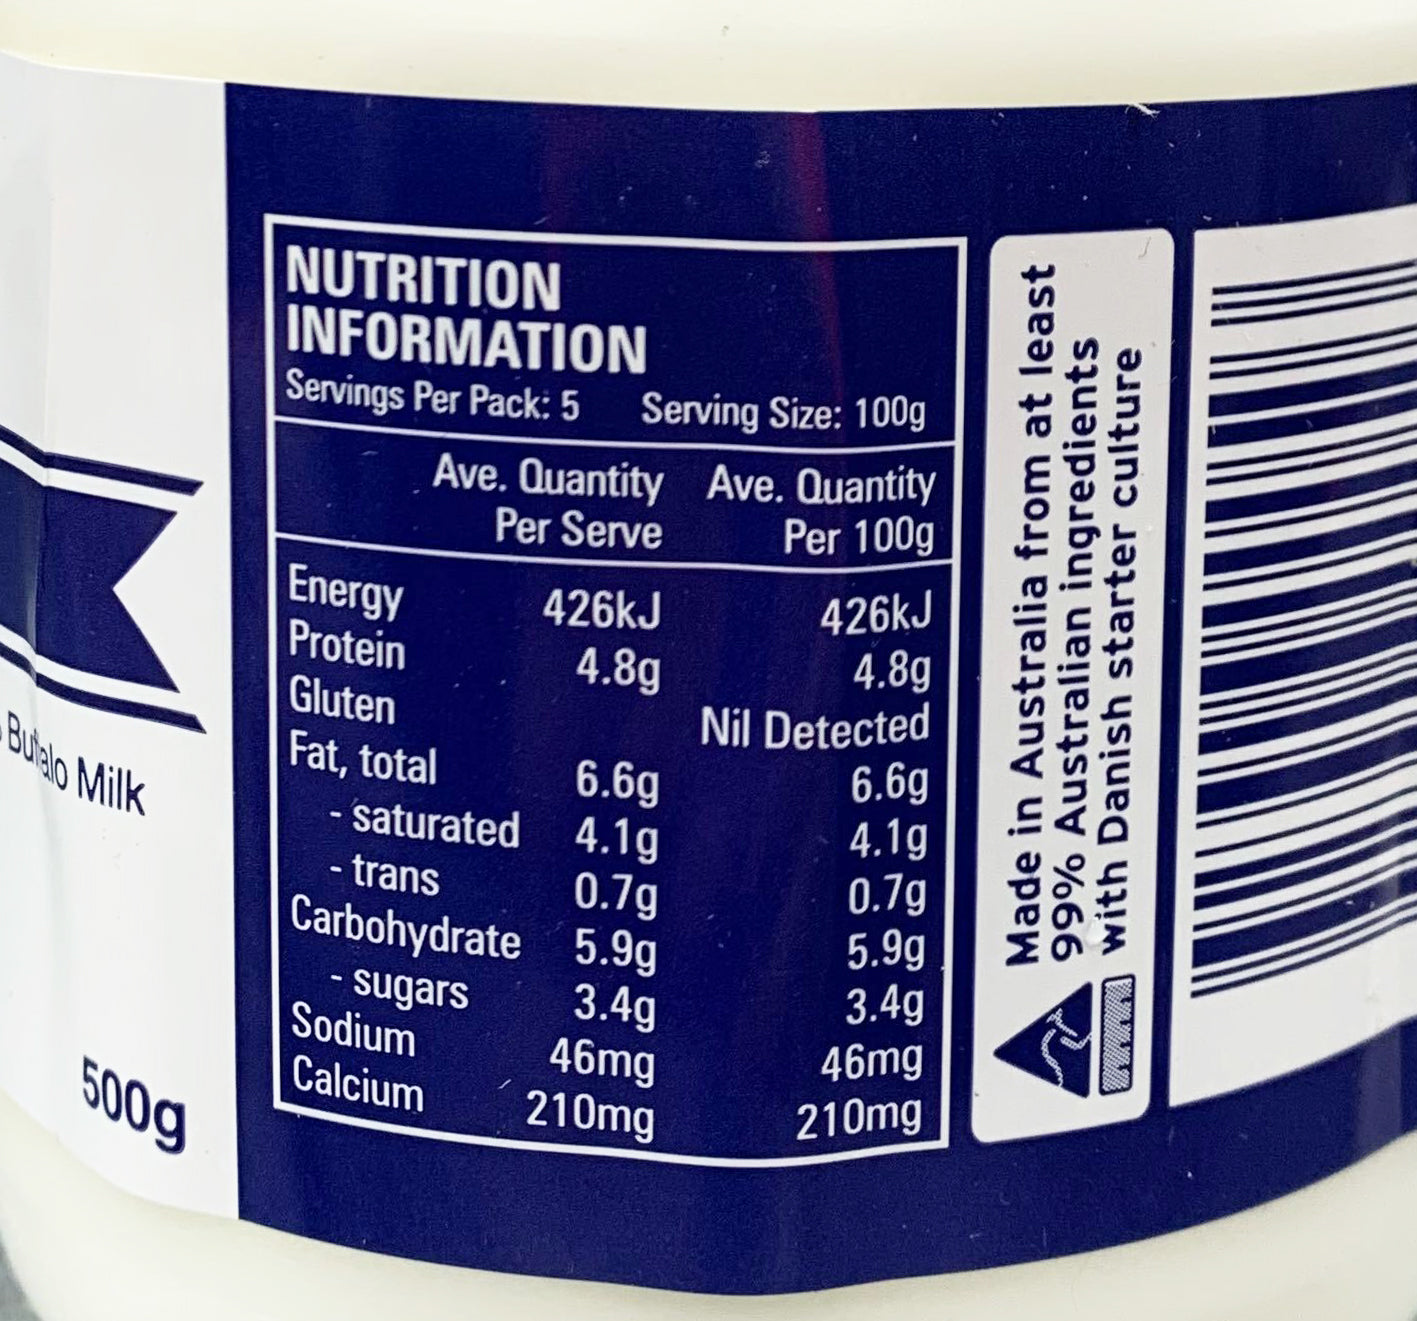 Buffalo Milk
500g
NUTRITION
INFORMATION
Servings Per Pack: 5 Serving Size: 100g
Ave. Quantity Ave. Quantity
Per Serve Per 100g
Energy 426kJ 426kJ
Protein 4.8g 4.8g
Gluten Nil Detected
Fat, total 6.6g 6.6g
- saturated 4.1g 4.1g
- trans 0.7g 0.7g
Carbohydrate 5.9g 5.9g
- sugars 3.4g 3.4g
Sodium 46mg 46mg
Calcium 210mg 210mg
Made in Australia from at least
99% Australian ingredients
with Danish starter culture